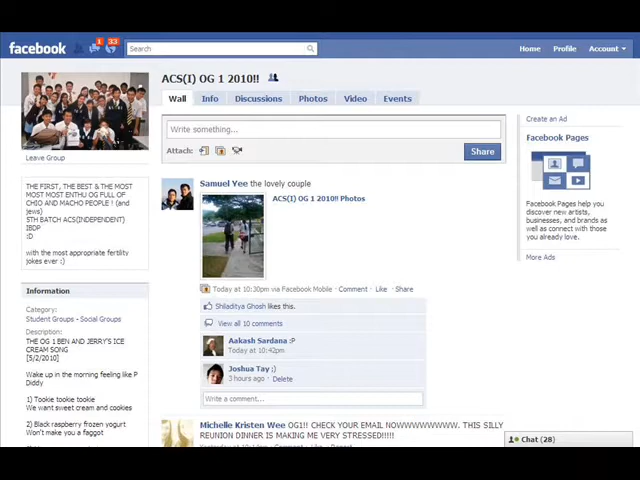 facebook
1
33
Search
Home Profile Account
ACS(I) OG 1 2010!!
Wall Info Discussions Photos Video Events
Write something...
Attach:
Share
Leave Group
THE FIRST, THE BEST & THE MOST
MOST MOST ENTHU OG FULL OF
CHIO AND MACHO PEOPLE ! (and
jews)
5TH BATCH ACS(INDEPENDENT)
IBDP
:D
with the most appropriate fertility
jokes ever :)
Information
Category:
Student Groups - Social Groups
Description:
THE OG 1 BEN AND JERRY'S ICE
CREAM SONG
[5/2/2010]
Wake up in the morning feeling like P
Diddy
1) Tookie tookie tookie
We want sweet cream and cookies
2) Black raspberry frozen yogurt
Won't make you a faggot
Samuel Yee the lovely couple
ACS(I) OG 1 2010!! Photos
Today at 10:30pm via Facebook Mobile · Comment · Like · Share
Shiladitya Ghosh likes this.
View all 10 comments
Aakash Sardana :P
Today at 10:42pm
Joshua Tay ;)
3 hours ago · Delete
Write a comment...
Michelle Kristen Wee OG1!! CHECK YOUR EMAIL NOWWWWWWWW. THIS SILLY
REUNION DINNER IS MAKING ME VERY STRESSED!!!!!
Create an Ad
Facebook Pages
Facebook Pages help you
discover new artists,
businesses, and brands as
well as connect with those
you already love.
More Ads
Chat (28)